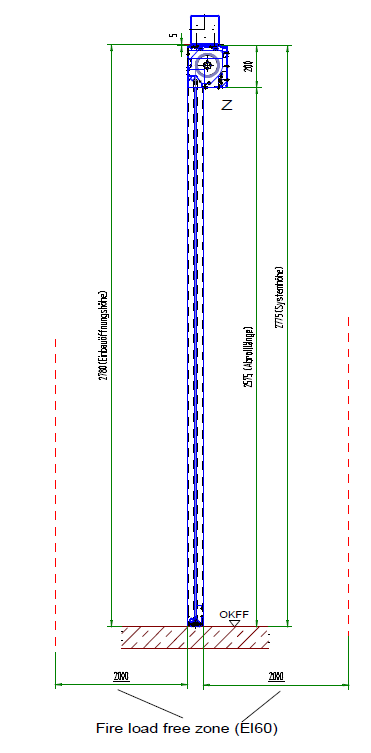 5
200
Z
2780 (Einbauöffnungshöhe)
2575 (Abrolllänge)
2775 (Systemhöhe)
OKFF
2080
2080
Fire load free zone (EI60)